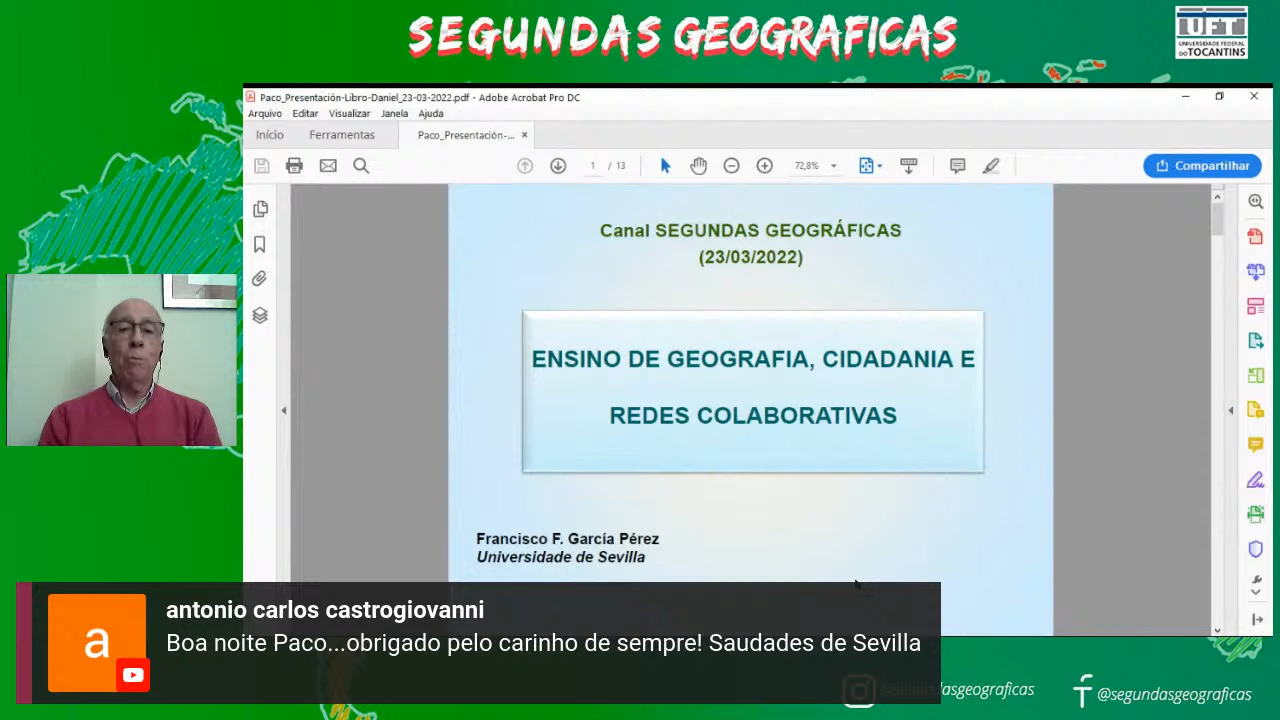 SEGUNDAS GEOGRAFICAS
UFT
UNIVERSIDADE FEDERAL
DO TOCANTINS
Paco_Presentación-Libro-Daniel_23-03-2022.pdf - Adobe Acrobat Pro DC
Arquivo Editar Visualizar Janela Ajuda
Início Ferramentas Paco_Presentación-... ×
1 / 13 72,8% Compartilhar
Canal SEGUNDAS GEOGRÁFICAS
(23/03/2022)
ENSINO DE GEOGRAFIA, CIDADANIA E
REDES COLABORATIVAS
Francisco F. García Pérez
Universidade de Sevilla
a
antonio carlos castrogiovanni
Boa noite Paco...obrigado pelo carinho de sempre! Saudades de Sevilla
@segundasgeograficas
@segundasgeograficas